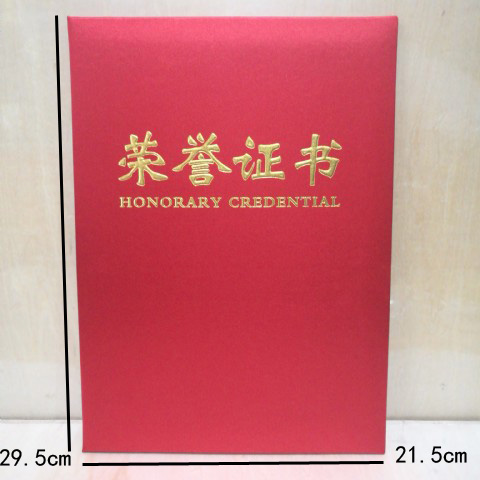 荣誉证书
HONORARY CREDENTIAL
29.5cm
21.5cm